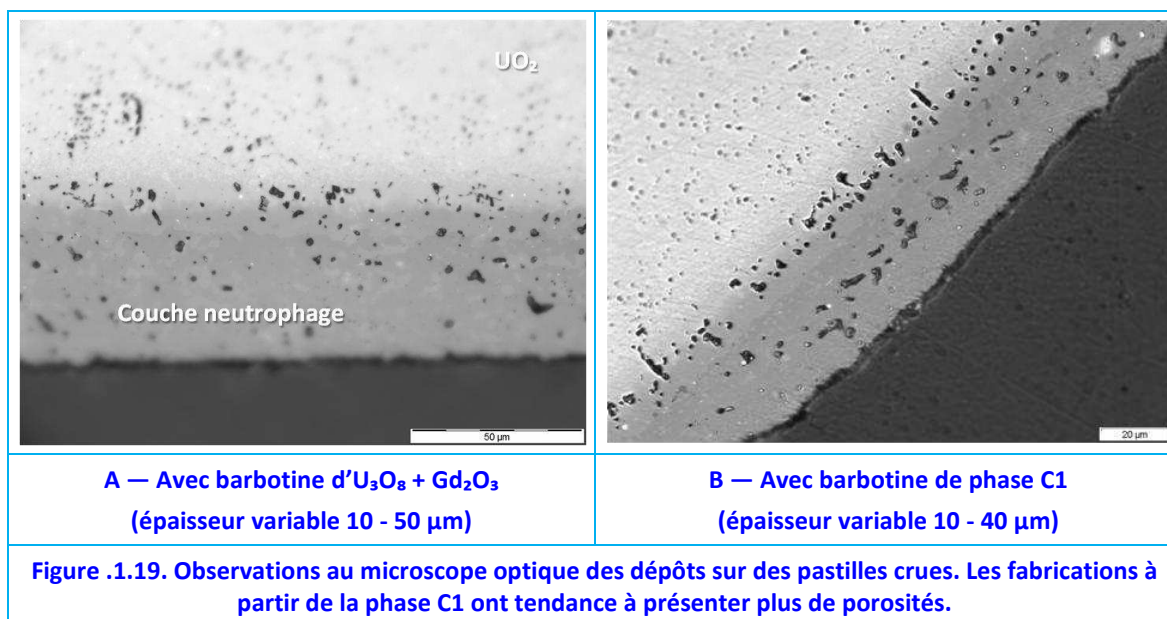 UO₂
Couche neutrophage
50 µm
20 µm
A — Avec barbotine d'U₃O₈ + Gd₂O₃
(épaisseur variable 10 - 50 µm)
B — Avec barbotine de phase C1
(épaisseur variable 10 - 40 µm)
Figure .1.19. Observations au microscope optique des dépôts sur des pastilles crues. Les fabrications à
partir de la phase C1 ont tendance à présenter plus de porosités.